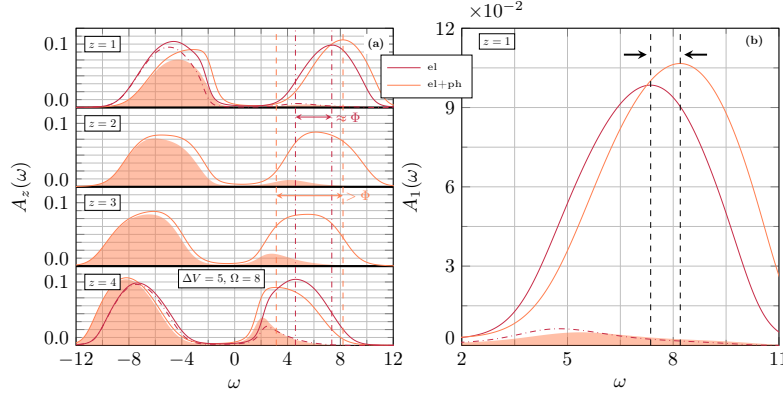 ×10⁻²
0.1
z = 1
(a)
12
z = 1
(b)
el
el+ph
0.0
≈ Φ
9
0.1
z = 2
0.0
A_z(ω)
A_1(ω)
6
0.1
z = 3
> Φ
0.0
3
0.1
z = 4
ΔV = 5, Ω = 8
0.0
0
−12 −8 −4 0 4 8 12
2 5 8 11
ω
ω